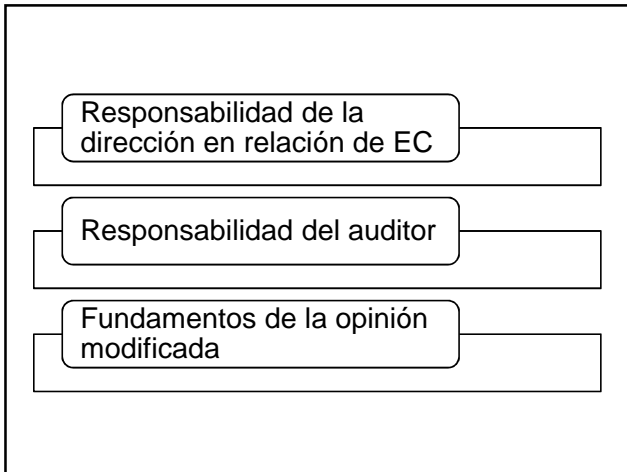 Responsabilidad de la
dirección en relación de EC
Responsabilidad del auditor
Fundamentos de la opinión
modificada